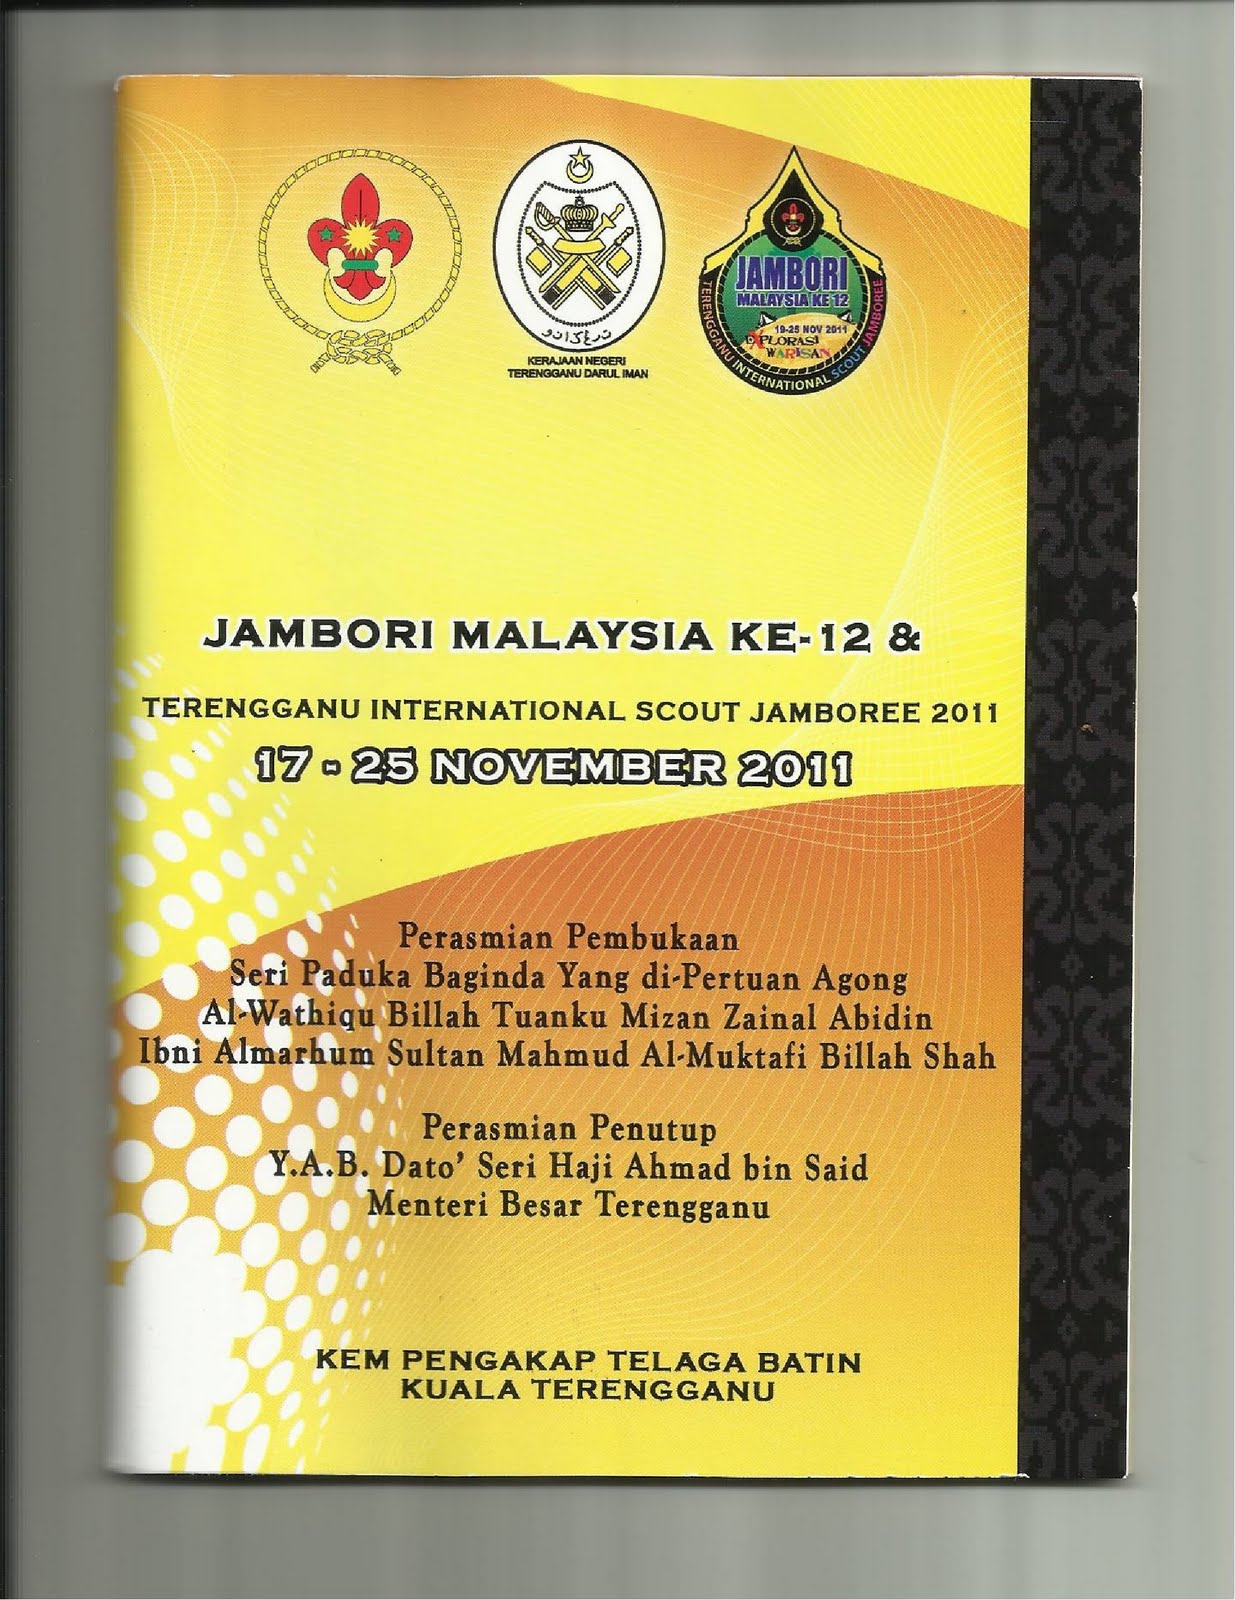 ترڠݢانو
KERAJAAN NEGERI
TERENGGANU DARUL IMAN
JAMBORI
MALAYSIA KE 12
19-25 NOV 2011
EXPLORASI
WARISAN
TERENGGANU INTERNATIONAL SCOUT JAMBOREE
JAMBORI MALAYSIA KE-12 &
TERENGGANU INTERNATIONAL SCOUT JAMBOREE 2011
17 - 25 NOVEMBER 2011
Perasmian Pembukaan
Seri Paduka Baginda Yang di-Pertuan Agong
Al-Wathiqu Billah Tuanku Mizan Zainal Abidin
Ibni Almarhum Sultan Mahmud Al-Muktafi Billah Shah
Perasmian Penutup
Y.A.B. Dato' Seri Haji Ahmad bin Said
Menteri Besar Terengganu
KEM PENGAKAP TELAGA BATIN
KUALA TERENGGANU